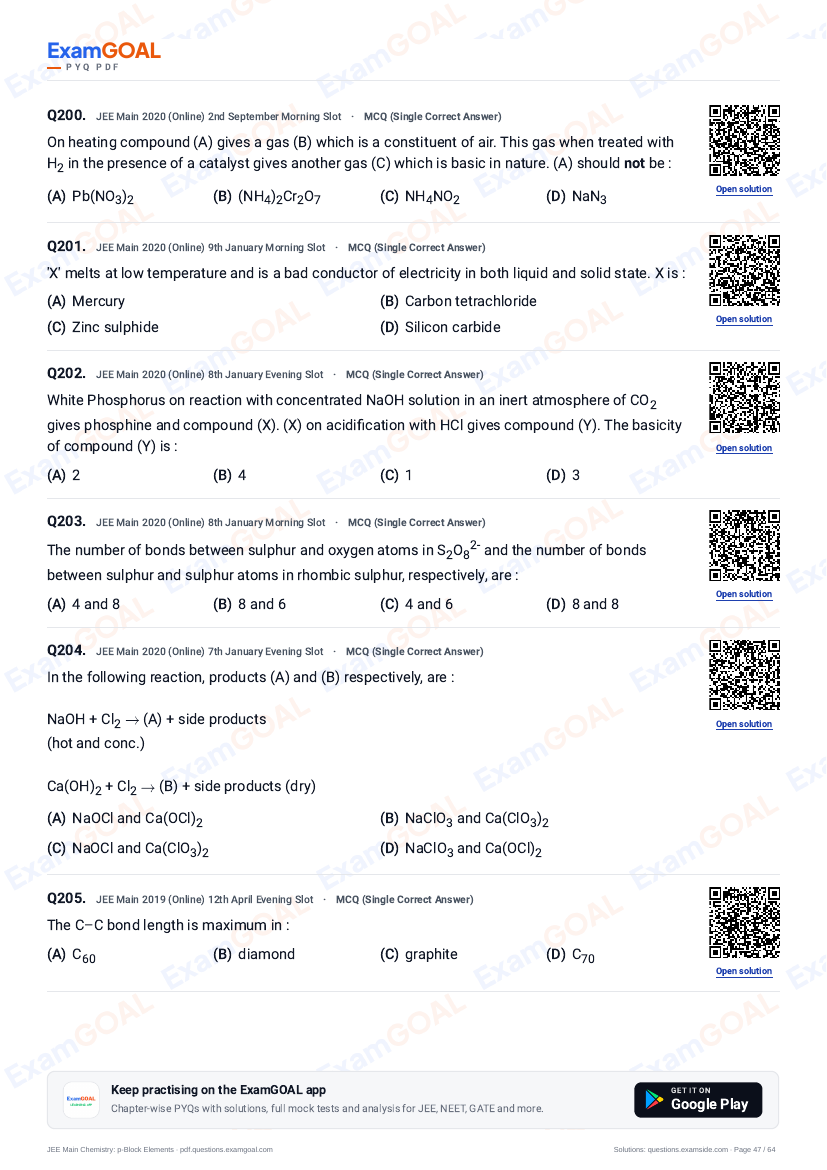 ExamGOAL
PYQ PDF
Q200. JEE Main 2020 (Online) 2nd September Morning Slot · MCQ (Single Correct Answer)
On heating compound (A) gives a gas (B) which is a constituent of air. This gas when treated with
H2 in the presence of a catalyst gives another gas (C) which is basic in nature. (A) should not be :
(A) Pb(NO3)2 (B) (NH4)2Cr2O7 (C) NH4NO2 (D) NaN3
Open solution
Q201. JEE Main 2020 (Online) 9th January Morning Slot · MCQ (Single Correct Answer)
'X' melts at low temperature and is a bad conductor of electricity in both liquid and solid state. X is :
(A) Mercury (B) Carbon tetrachloride
(C) Zinc sulphide (D) Silicon carbide
Open solution
Q202. JEE Main 2020 (Online) 8th January Evening Slot · MCQ (Single Correct Answer)
White Phosphorus on reaction with concentrated NaOH solution in an inert atmosphere of CO2
gives phosphine and compound (X). (X) on acidification with HCl gives compound (Y). The basicity
of compound (Y) is :
(A) 2 (B) 4 (C) 1 (D) 3
Open solution
Q203. JEE Main 2020 (Online) 8th January Morning Slot · MCQ (Single Correct Answer)
The number of bonds between sulphur and oxygen atoms in S2O8 2- and the number of bonds
between sulphur and sulphur atoms in rhombic sulphur, respectively, are :
(A) 4 and 8 (B) 8 and 6 (C) 4 and 6 (D) 8 and 8
Open solution
Q204. JEE Main 2020 (Online) 7th January Evening Slot · MCQ (Single Correct Answer)
In the following reaction, products (A) and (B) respectively, are :
NaOH + Cl2 → (A) + side products
(hot and conc.)
Ca(OH)2 + Cl2 → (B) + side products (dry)
(A) NaOCl and Ca(OCl)2 (B) NaClO3 and Ca(ClO3)2
(C) NaOCl and Ca(ClO3)2 (D) NaClO3 and Ca(OCl)2
Open solution
Q205. JEE Main 2019 (Online) 12th April Evening Slot · MCQ (Single Correct Answer)
The C–C bond length is maximum in :
(A) C60 (B) diamond (C) graphite (D) C70
Open solution
Keep practising on the ExamGOAL app
Chapter-wise PYQs with solutions, full mock tests and analysis for JEE, NEET, GATE and more.
GET IT ON
Google Play
JEE Main Chemistry: p-Block Elements · pdf.questions.examgoal.com
Solutions: questions.examside.com · Page 47 / 64